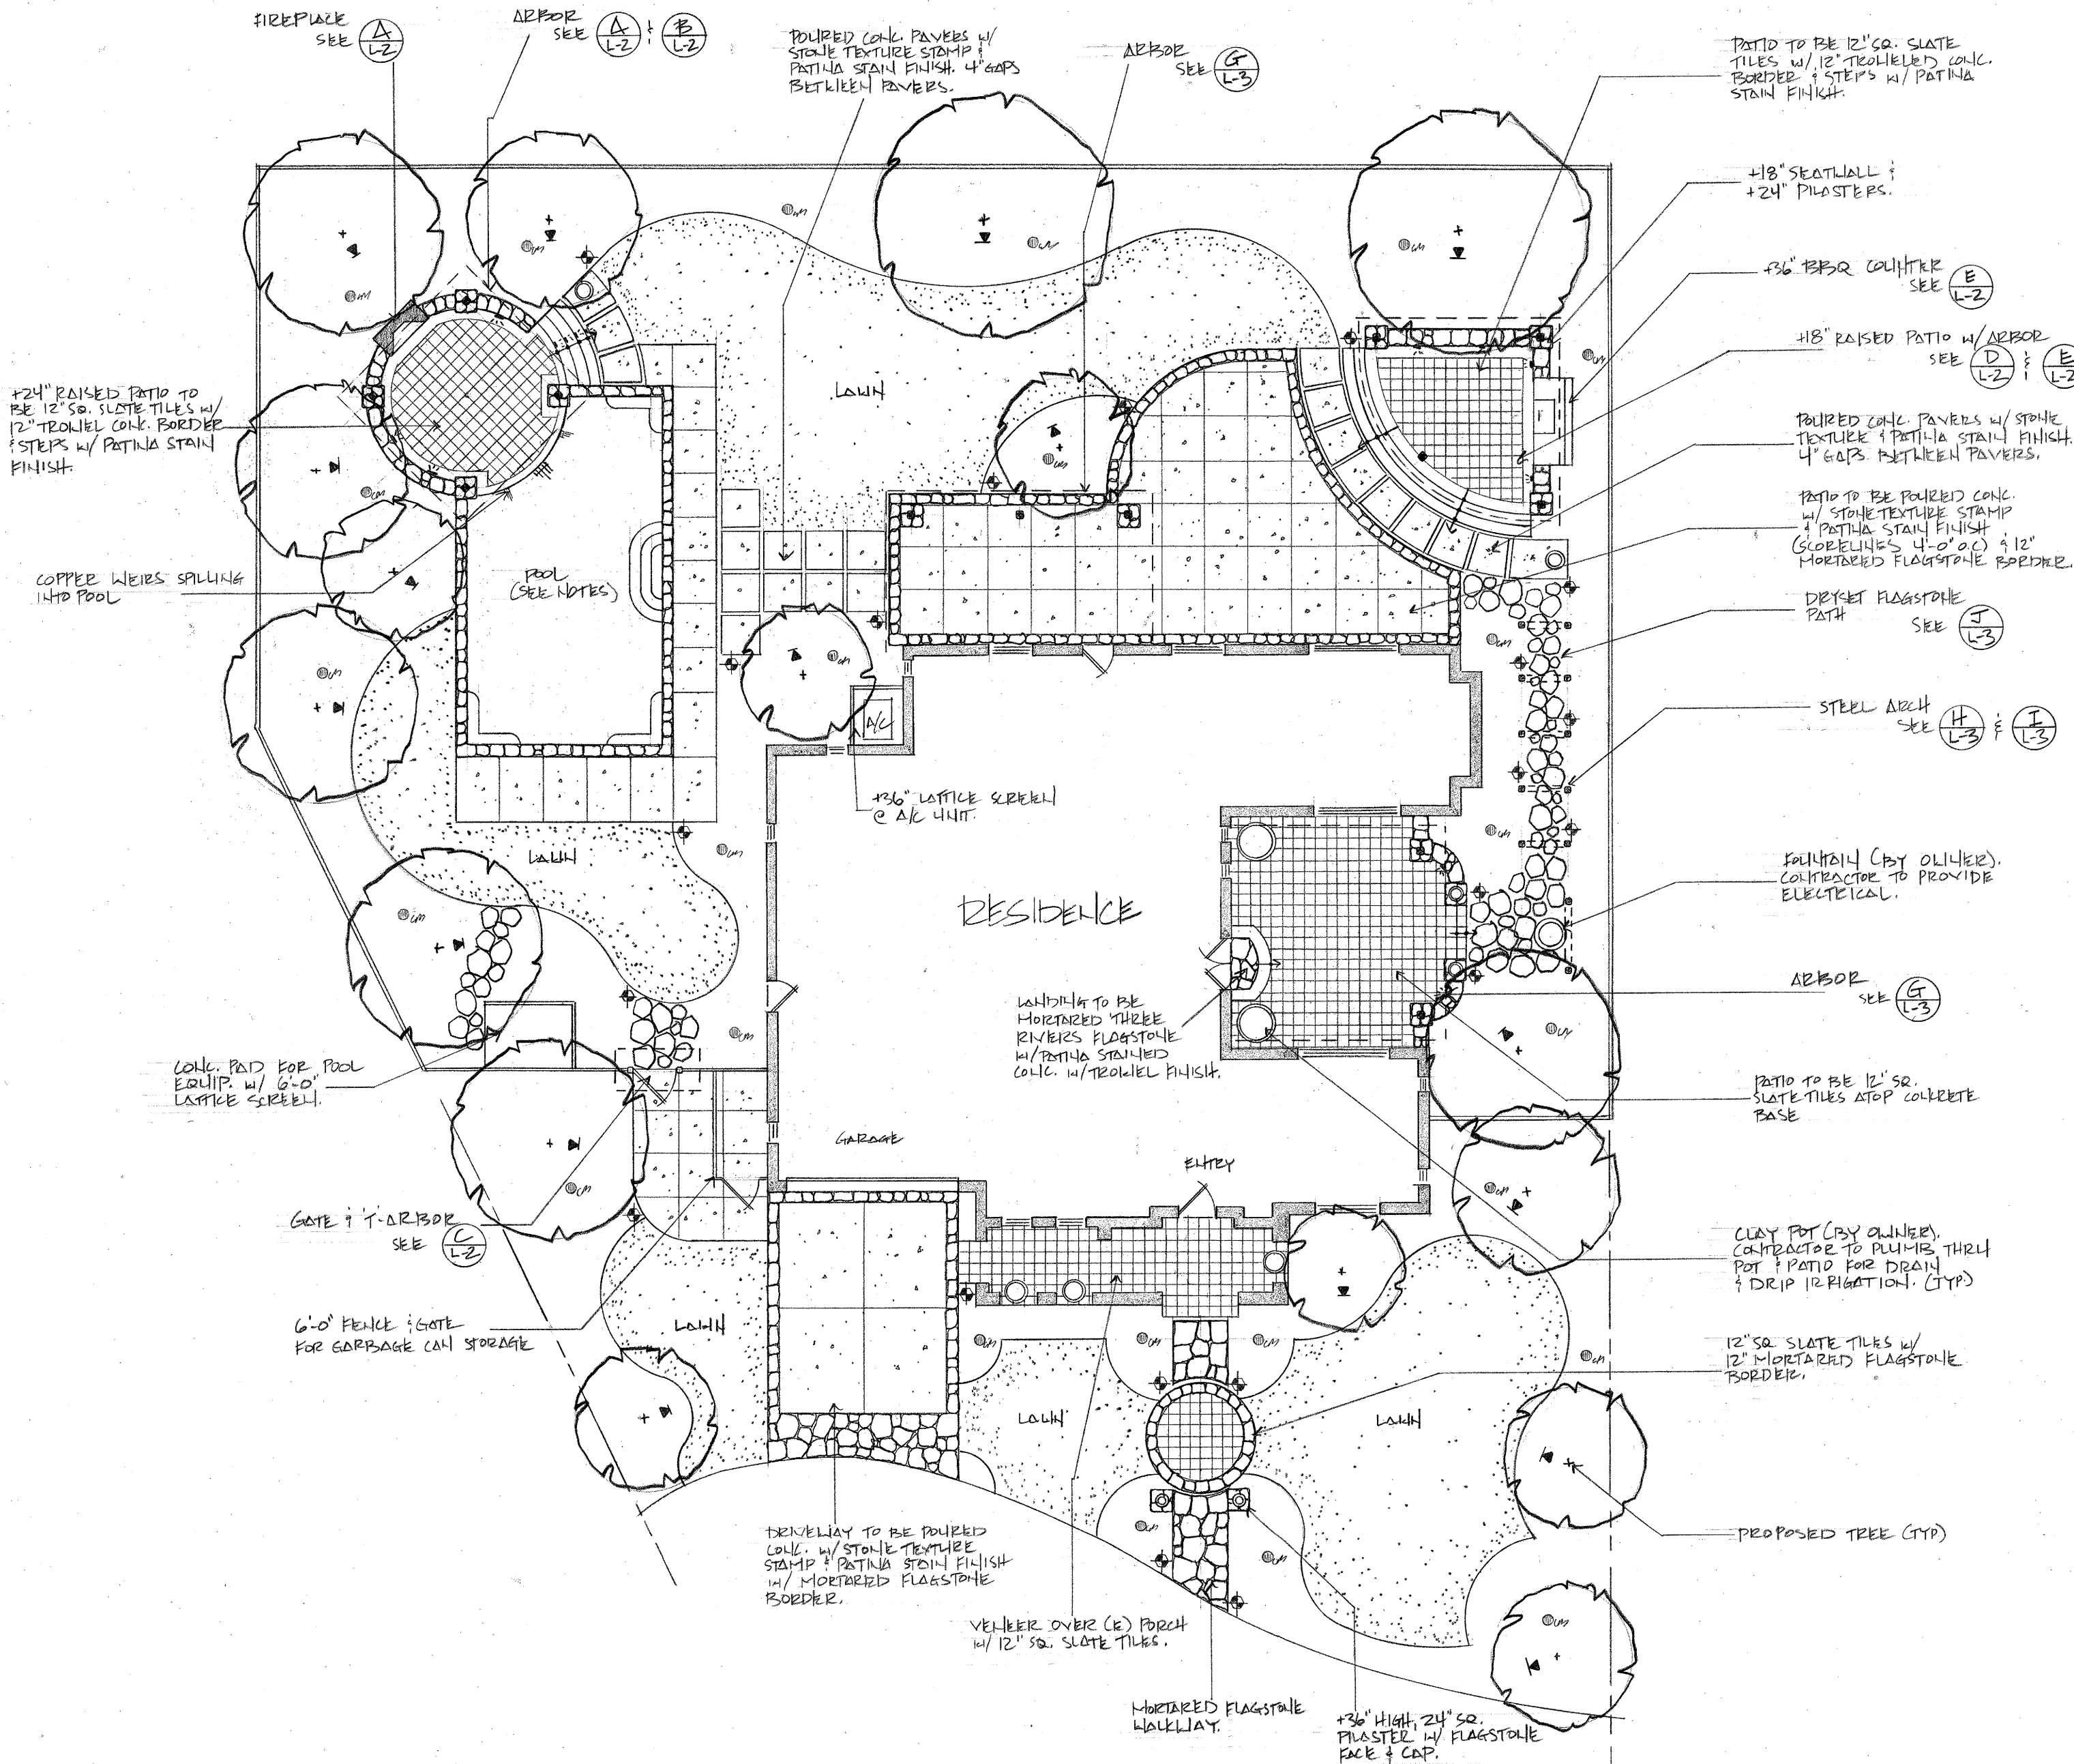 FIREPLACE
SEE A/L-2
ARBOR
SEE A/L-2 & B/L-2
POURED CONC. PAVERS W/
STONE TEXTURE STAMP &
PATINA STAIN FINISH. 4" GAPS
BETWEEN PAVERS.
ARBOR
SEE G/L-3
PATIO TO BE 12" SQ. SLATE
TILES W/ 12" TROWELED CONC.
BORDER & STEPS W/ PATINA
STAIN FINISH.
+18" SEATWALL &
+24" PILASTERS.
+36" BBQ COUNTER
SEE E/L-2
+18" RAISED PATIO W/ARBOR
SEE D/L-2 & E/L-2
POURED CONC. PAVERS W/ STONE
TEXTURE & PATINA STAIN FINISH.
4" GAPS BETWEEN PAVERS.
PATIO TO BE POURED CONC.
W/ STONE TEXTURE STAMP
& PATINA STAIN FINISH
(SCORELINES 4'-0" O.C) & 12"
MORTARED FLAGSTONE BORDER.
DRYSET FLAGSTONE
PATH
SEE J/L-3
STEEL ARCH
SEE H/L-3 & I/L-3
FOUNTAIN (BY OWNER).
CONTRACTOR TO PROVIDE
ELECTRICAL.
ARBOR
SEE G/L-3
PATIO TO BE 12" SQ.
SLATE TILES ATOP CONCRETE
BASE
CLAY POT (BY OWNER).
CONTRACTOR TO PLUMB THRU
POT & PATIO FOR DRAIN
& DRIP IRRIGATION. (TYP.)
12" SQ. SLATE TILES W/
12" MORTARED FLAGSTONE
BORDER.
PROPOSED TREE (TYP)
+24" RAISED PATIO TO
BE 12" SQ. SLATE TILES W/
12" TROWEL CONC. BORDER
& STEPS W/ PATINA STAIN
FINISH.
COPPER WEIRS SPILLING
INTO POOL
POOL
(SEE NOTES)
LAWN
A/C
+36" LATTICE SCREEN
@ A/C UNIT.
LAWN
RESIDENCE
LANDING TO BE
MORTARED THREE
RIVERS FLAGSTONE
W/PATINA STAINED
CONC. W/TROWEL FINISH.
CONC. PAD FOR POOL
EQUIP. W/ 6'-0"
LATTICE SCREEN.
GARAGE
ENTRY
GATE & 'T'-ARBOR
SEE C/L-2
6'-0" FENCE & GATE
FOR GARBAGE CAN STORAGE
LAWN
LAWN
LAWN
DRIVEWAY TO BE POURED
CONC. W/ STONE TEXTURE
STAMP & PATINA STAIN FINISH
W/ MORTARED FLAGSTONE
BORDER.
VENEER OVER (E) PORCH
W/ 12" SQ. SLATE TILES.
MORTARED FLAGSTONE
WALKWAY.
+36" HIGH, 24" SQ.
PILASTER W/ FLAGSTONE
FACE & CAP.